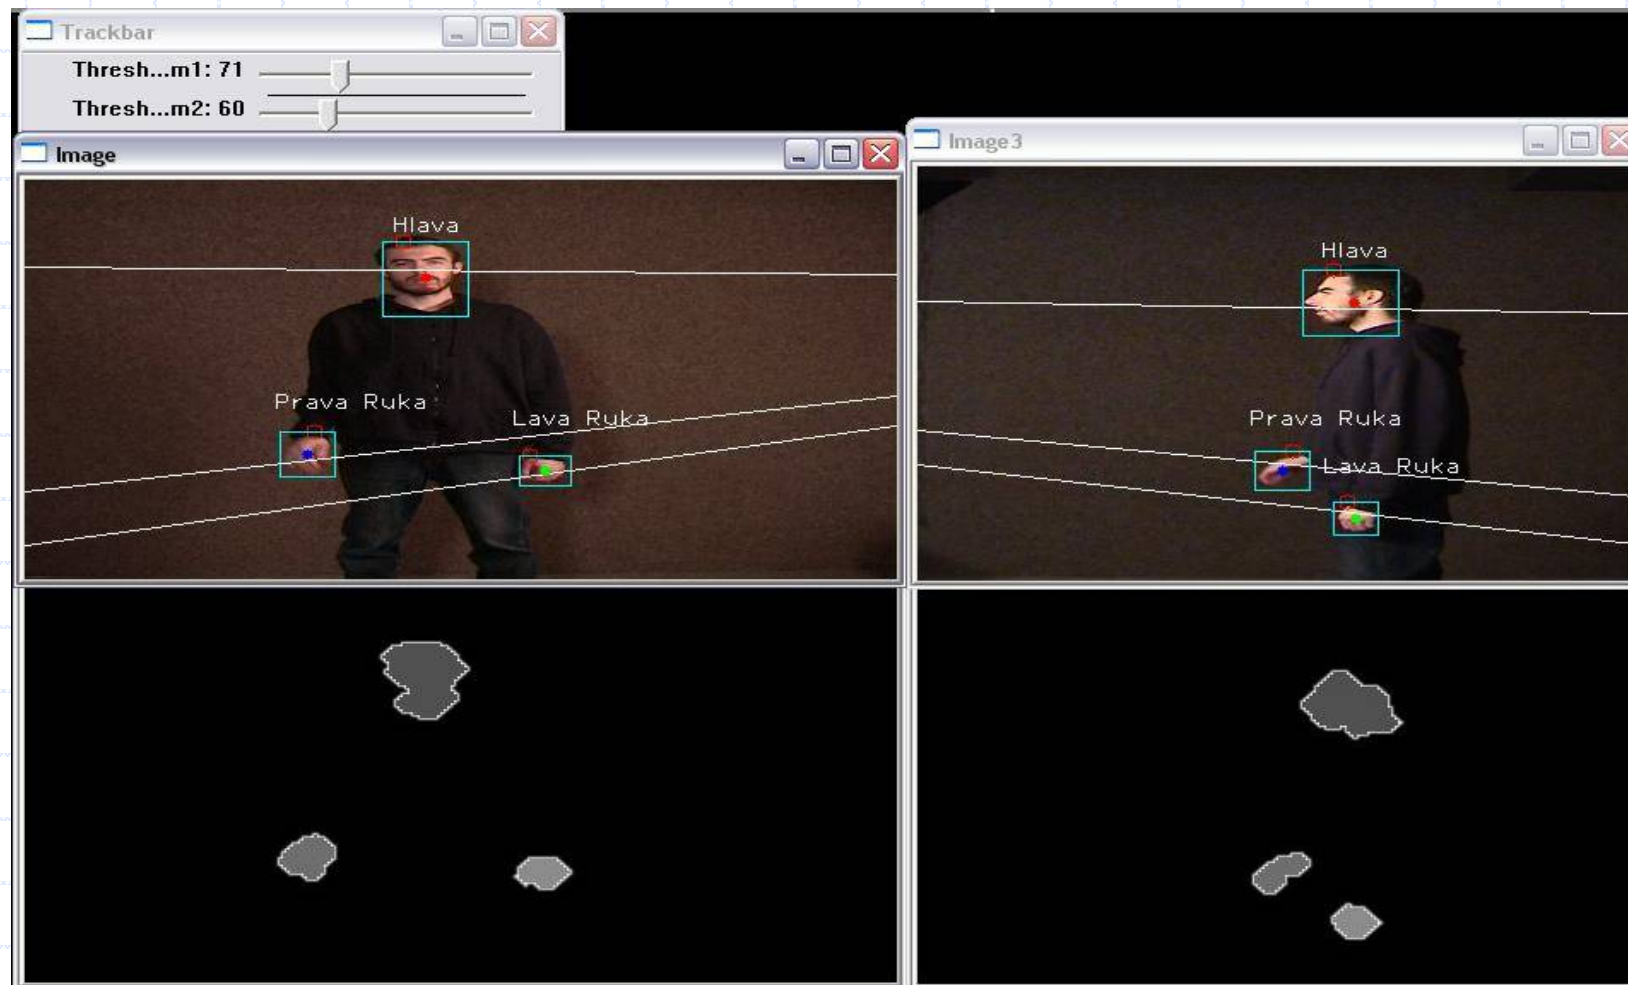 Trackbar
Thresh...m1: 71
Thresh...m2: 60
Image
Hlava
Prava Ruka
Lava Ruka
Image3
Hlava
Prava Ruka
Lava Ruka